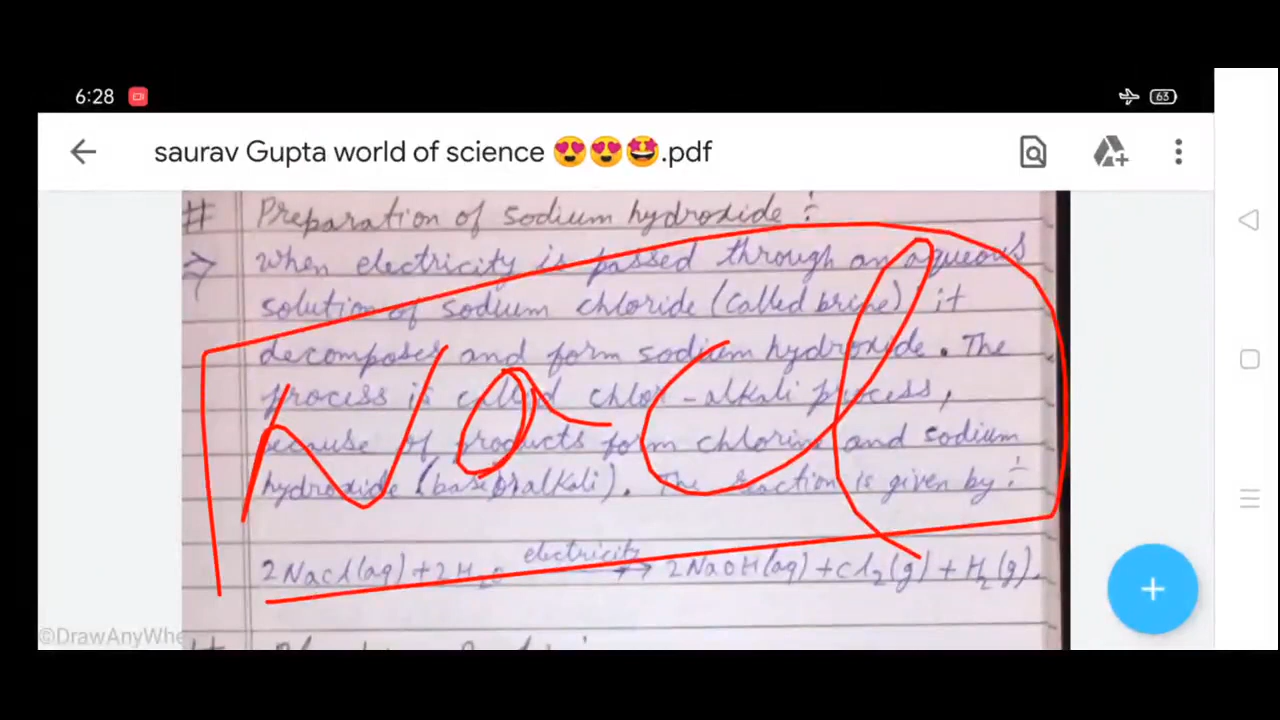 6:28
63
saurav Gupta world of science 😍😍🤩.pdf
# Preparation of sodium hydroxide :-
⇒ When electricity is passed through an aqueous
solution of sodium chloride (called brine) it
decomposes and form sodium hydroxide. The
process is called chlor-alkali process,
because of products form chlorine and sodium
hydroxide (base or alkali). The reaction is given by :-
NaCl
electricity
2NaCl(aq) + 2H₂O →→ 2NaOH(aq) + Cl₂(g) + H₂(g).
©DrawAnyWhe